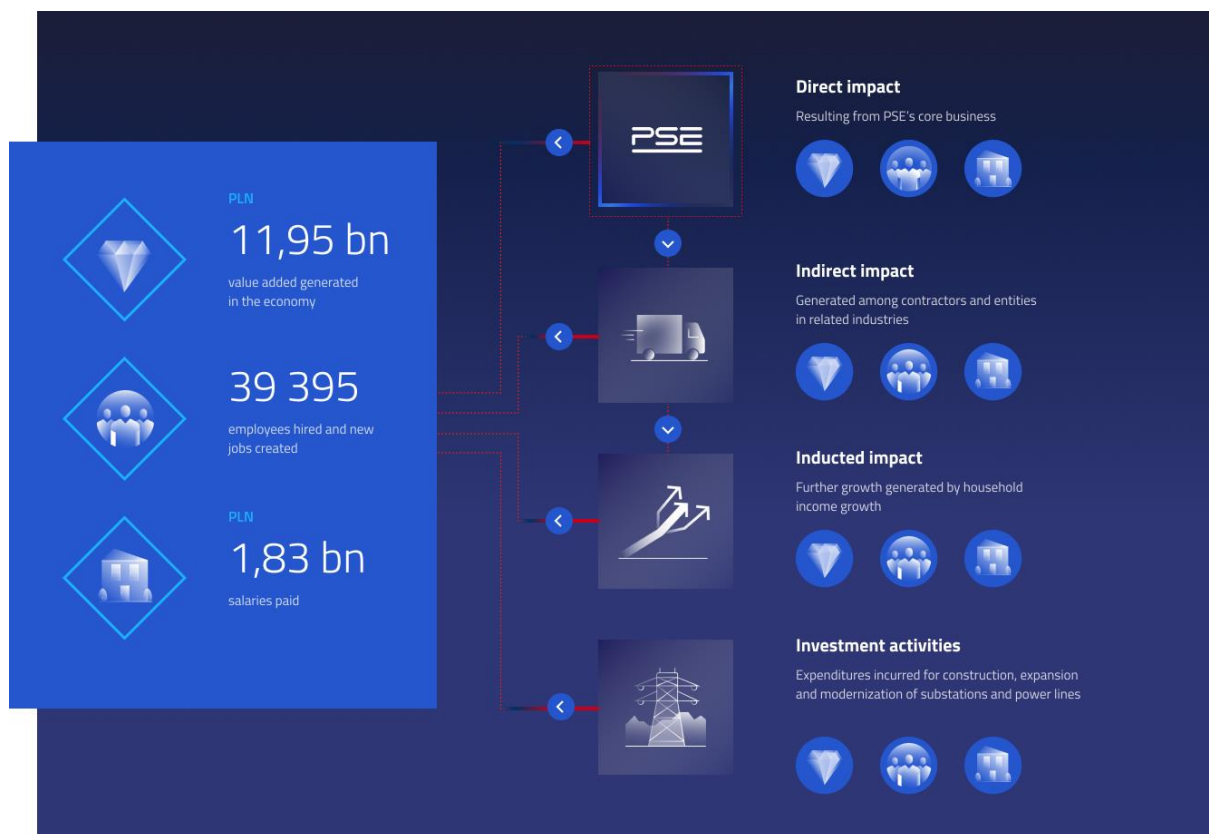 PLN
11,95 bn
value added generated
in the economy
39 395
employees hired and new
jobs created
PLN
1,83 bn
salaries paid
PSE
Direct impact
Resulting from PSE's core business
Indirect impact
Generated among contractors and entities
in related industries
Inducted impact
Further growth generated by household
income growth
Investment activities
Expenditures incurred for construction, expansion
and modernization of substations and power lines